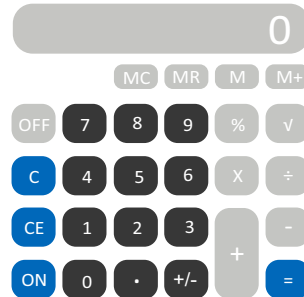 0
MC MR M M+
OFF 7 8 9 % √
C 4 5 6 X ÷
CE 1 2 3 -
+
ON 0 . +/- =